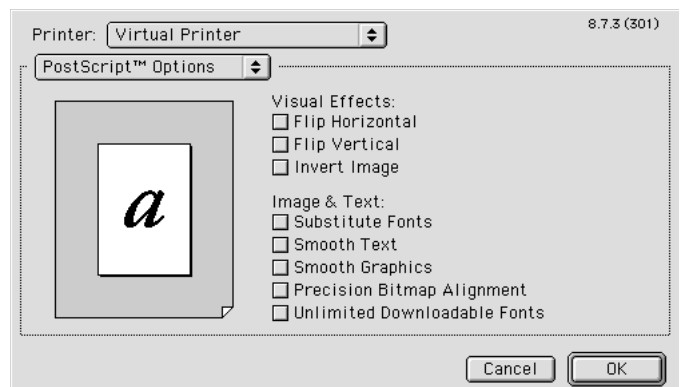 8.7.3 (301)
Printer: Virtual Printer
PostScript™ Options
a
Visual Effects:
Flip Horizontal
Flip Vertical
Invert Image
Image & Text:
Substitute Fonts
Smooth Text
Smooth Graphics
Precision Bitmap Alignment
Unlimited Downloadable Fonts
Cancel OK